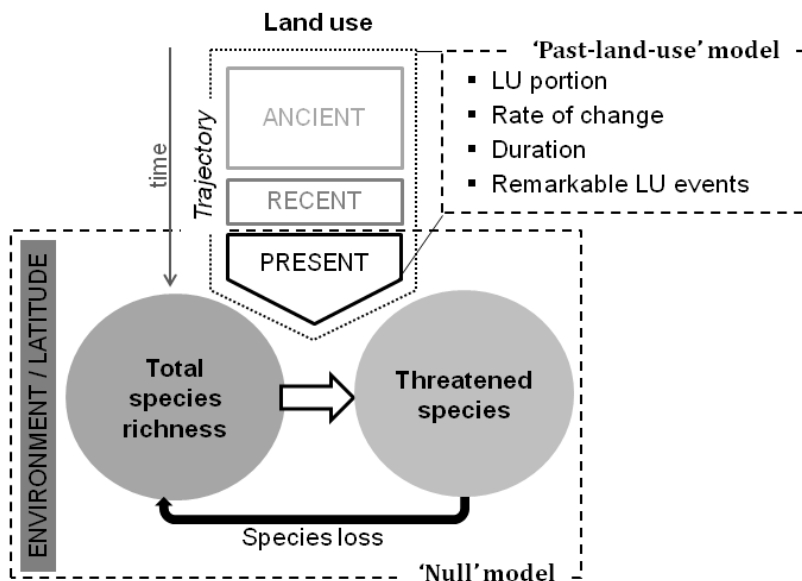 Land use
'Past-land-use' model
▪ LU portion
▪ Rate of change
▪ Duration
▪ Remarkable LU events
time
Trajectory
ANCIENT
RECENT
PRESENT
ENVIRONMENT / LATITUDE
Total
species
richness
Threatened
species
Species loss
'Null' model